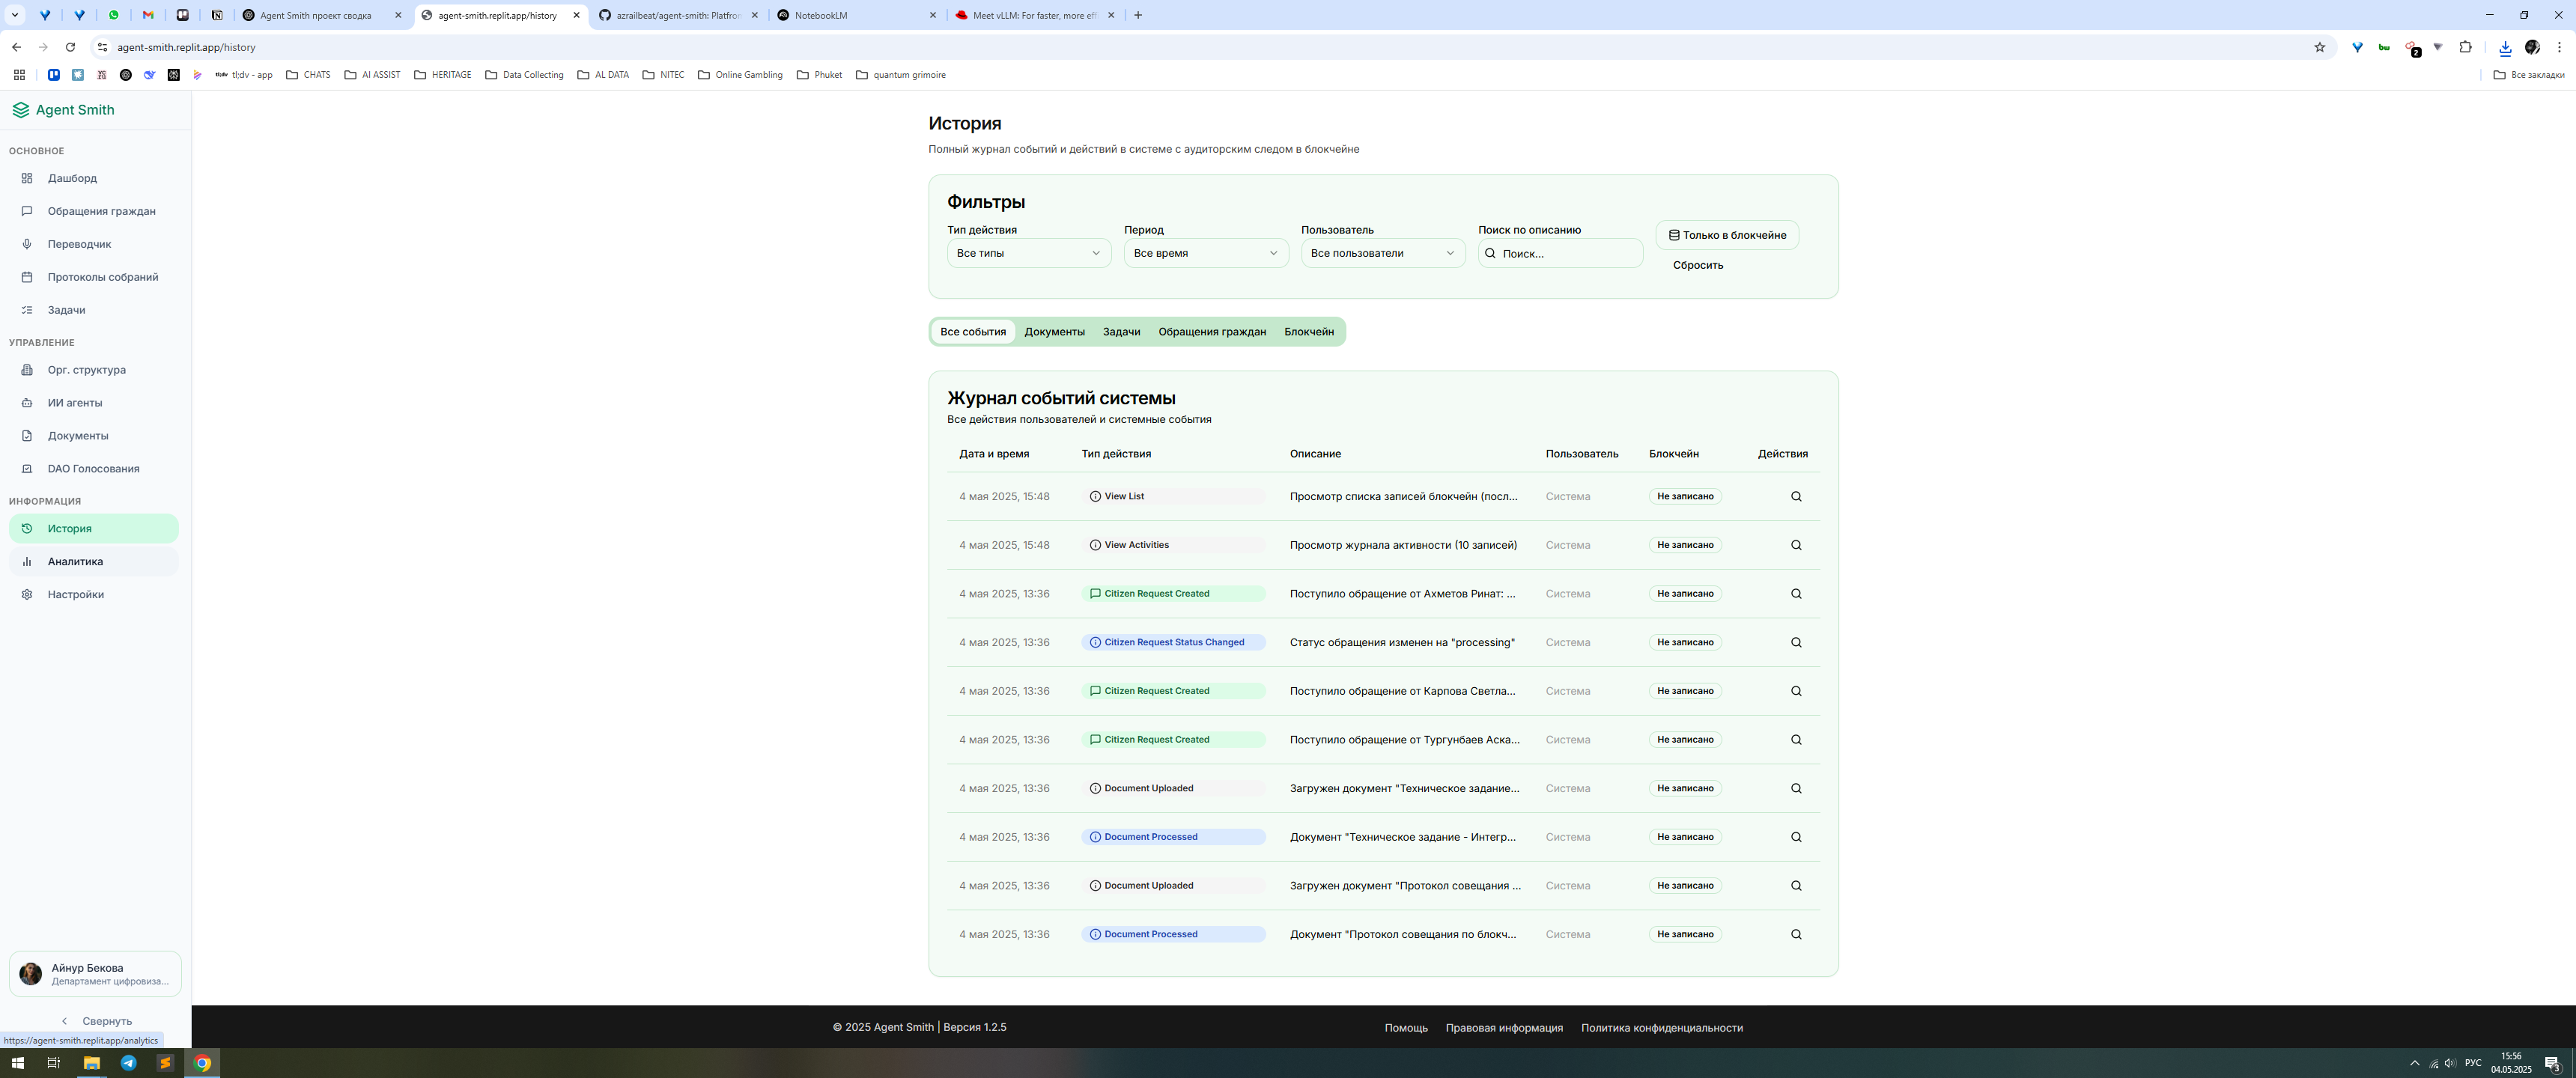 Agent Smith проект сводка
agent-smith.replit.app/history
azrailbeat/agent-smith: Platfro
NotebookLM
Meet vLLM: For faster, more eff
agent-smith.replit.app/history
2
tl;dv - app
CHATS
AI ASSIST
HERITAGE
Data Collecting
AL DATA
NITEC
Online Gambling
Phuket
quantum grimoire
Все закладки
Agent Smith
ОСНОВНОЕ
Дашборд
Обращения граждан
Переводчик
Протоколы собраний
Задачи
УПРАВЛЕНИЕ
Орг. структура
ИИ агенты
Документы
DAO Голосования
ИНФОРМАЦИЯ
История
Аналитика
Настройки
Айнур Бекова
Департамент цифровиза...
Свернуть
https://agent-smith.replit.app/analytics
История
Полный журнал событий и действий в системе с аудиторским следом в блокчейне
Фильтры
Тип действия Период Пользователь Поиск по описанию
Все типы Все время Все пользователи Поиск...
Только в блокчейне
Сбросить
Все события Документы Задачи Обращения граждан Блокчейн
Журнал событий системы
Все действия пользователей и системные события
Дата и время Тип действия Описание Пользователь Блокчейн Действия
4 мая 2025, 15:48 View List Просмотр списка записей блокчейн (посл... Система Не записано
4 мая 2025, 15:48 View Activities Просмотр журнала активности (10 записей) Система Не записано
4 мая 2025, 13:36 Citizen Request Created Поступило обращение от Ахметов Ринат: ... Система Не записано
4 мая 2025, 13:36 Citizen Request Status Changed Статус обращения изменен на "processing" Система Не записано
4 мая 2025, 13:36 Citizen Request Created Поступило обращение от Карпова Светла... Система Не записано
4 мая 2025, 13:36 Citizen Request Created Поступило обращение от Тургунбаев Аска... Система Не записано
4 мая 2025, 13:36 Document Uploaded Загружен документ "Техническое задание... Система Не записано
4 мая 2025, 13:36 Document Processed Документ "Техническое задание - Интегр... Система Не записано
4 мая 2025, 13:36 Document Uploaded Загружен документ "Протокол совещания ... Система Не записано
4 мая 2025, 13:36 Document Processed Документ "Протокол совещания по блокч... Система Не записано
© 2025 Agent Smith | Версия 1.2.5
Помощь Правовая информация Политика конфиденциальности
РУС
15:56
04.05.2025
3